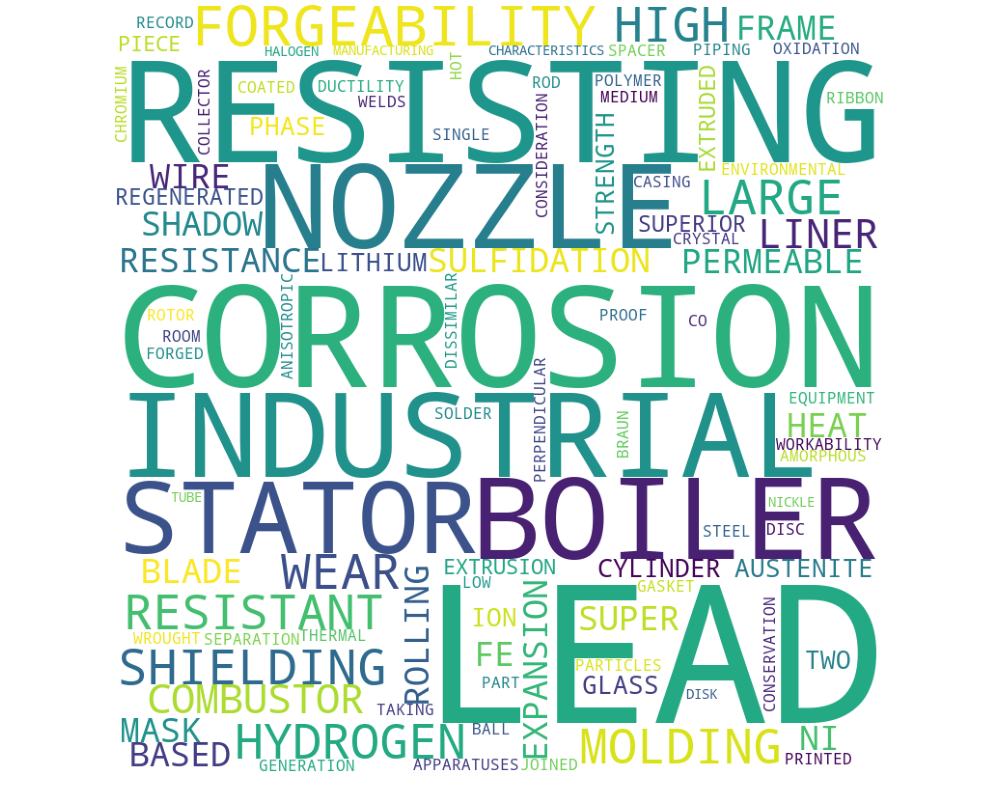 RECORD
FORGEABILITY
HIGH
FRAME
PIECE
HALOGEN
MANUFACTURING
CHARACTERISTICS
SPACER
PIPING
OXIDATION
CHROMIUM
RESISTING
COLLECTOR
COATED
DUCTILITY
WELDS
HOT
ROD
POLYMER
MEDIUM
EXTRUDED
RIBBON
PHASE
SINGLE
CONSIDERATION
STRENGTH
WIRE
NOZZLE
CASING
ENVIRONMENTAL
REGENERATED
LARGE
SHADOW
SUPERIOR
CRYSTAL
LINER
RESISTANCE
LITHIUM
SULFIDATION
PERMEABLE
CORROSION
ROTOR
ROOM
FORGED
ANISOTROPIC
DISSIMILAR
PROOF
CO
INDUSTRIAL
SOLDER
PERPENDICULAR
BRAUN
EQUIPMENT
HEAT
WORKABILITY
AMORPHOUS
STATOR
TUBE
BOILER
NICKLE
STEEL
DISC
BLADE
WEAR
EXTRUSION
CYLINDER
AUSTENITE
ROLLING
LOW
LEAD
GASKET
RESISTANT
ION
EXPANSION
SUPER
CONSERVATION
WROUGHT
SEPARATION
THERMAL
SHIELDING
FE
PARTICLES
TWO
PART
GLASS
DISK
COMBUSTOR
TAKING
MASK
HYDROGEN
BALL
MOLDING
NI
BASED
GENERATION
APPARATUSES
JOINED
PRINTED